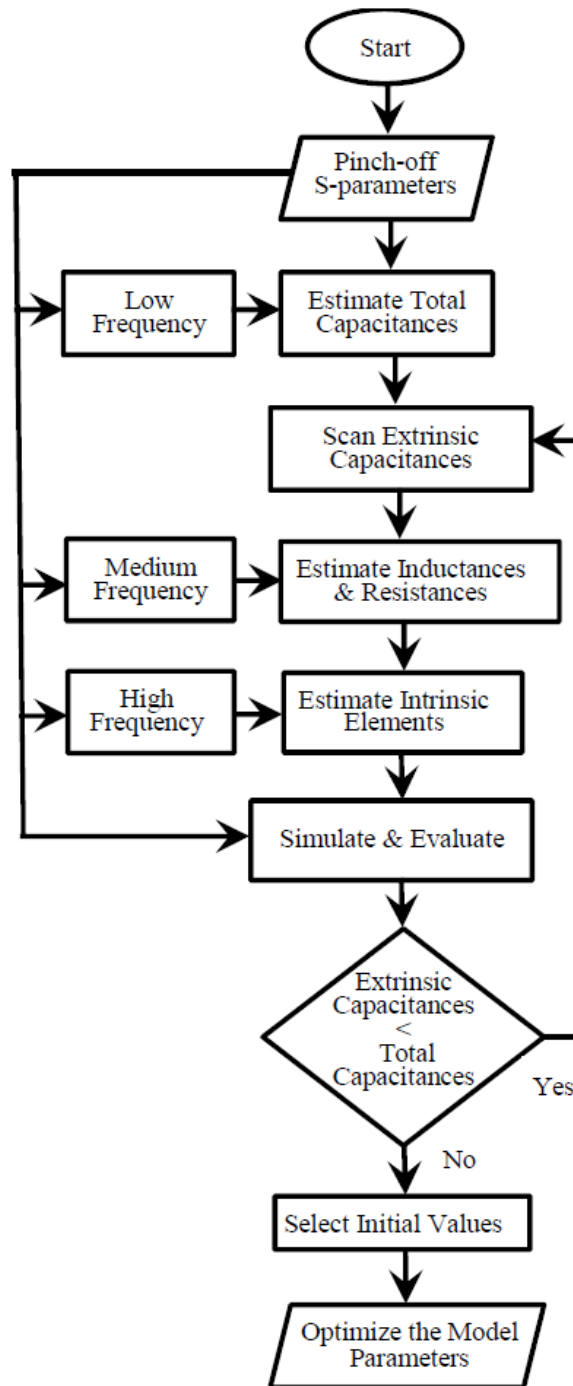 Start
Pinch-off
S-parameters
Low
Frequency
Estimate Total
Capacitances
Scan Extrinsic
Capacitances
Medium
Frequency
Estimate Inductances
& Resistances
High
Frequency
Estimate Intrinsic
Elements
Simulate & Evaluate
Extrinsic
Capacitances
<
Total
Capacitances
Yes
No
Select Initial Values
Optimize the Model
Parameters